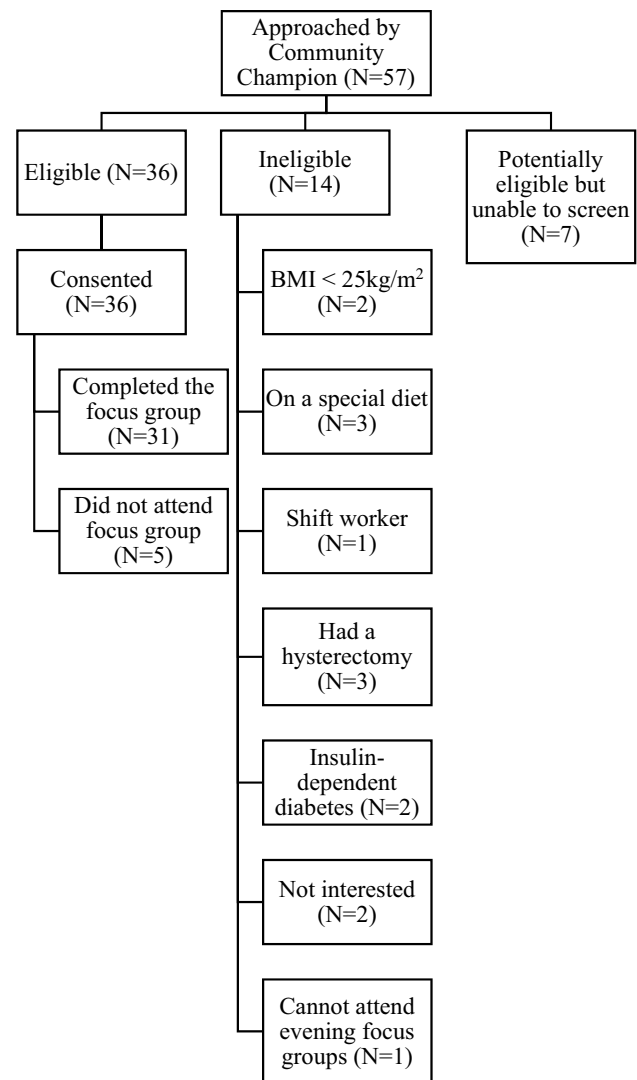 Approached by
Community
Champion (N=57)
Eligible (N=36)
Ineligible
(N=14)
Potentially
eligible but
unable to screen
(N=7)
Consented
(N=36)
Completed the
focus group
(N=31)
Did not attend
focus group
(N=5)
BMI < 25kg/m²
(N=2)
On a special diet
(N=3)
Shift worker
(N=1)
Had a
hysterectomy
(N=3)
Insulin-
dependent
diabetes (N=2)
Not interested
(N=2)
Cannot attend
evening focus
groups (N=1)